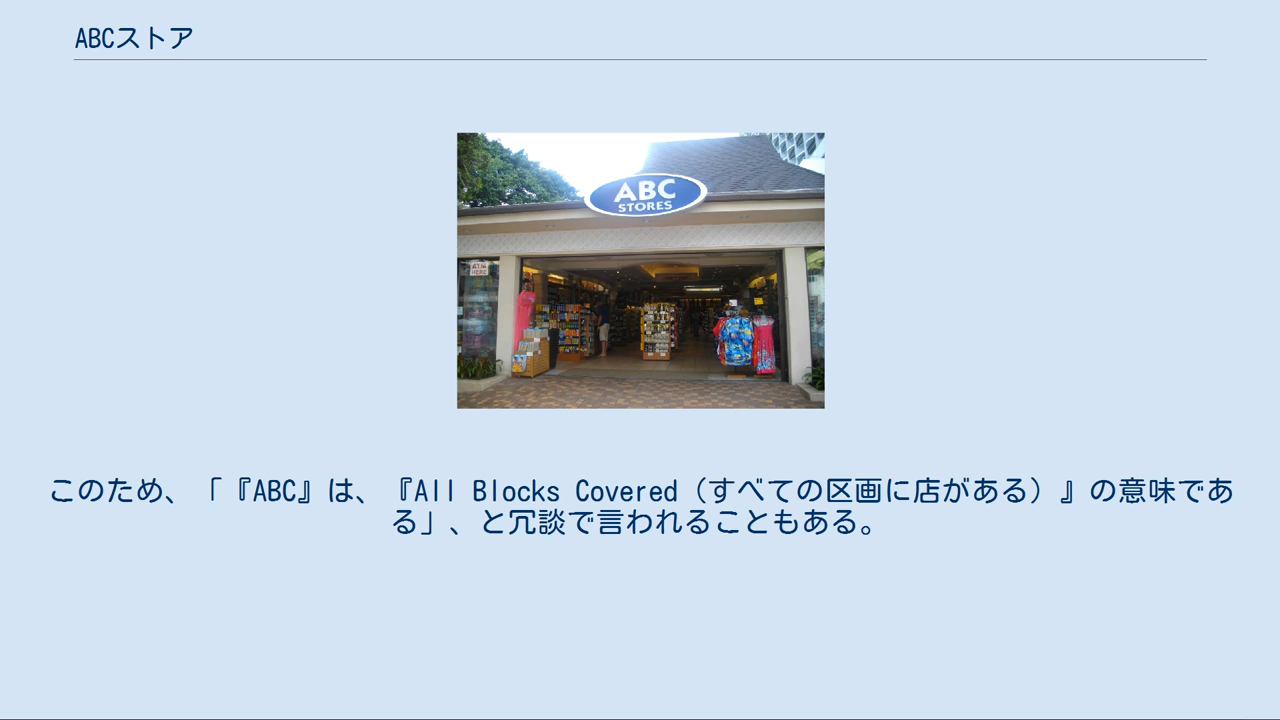 ABCストア
ABC
STORES
ATM
HERE
このため、「『ABC』は、『All Blocks Covered（すべての区画に店がある）』の意味であ
る」、と冗談で言われることもある。